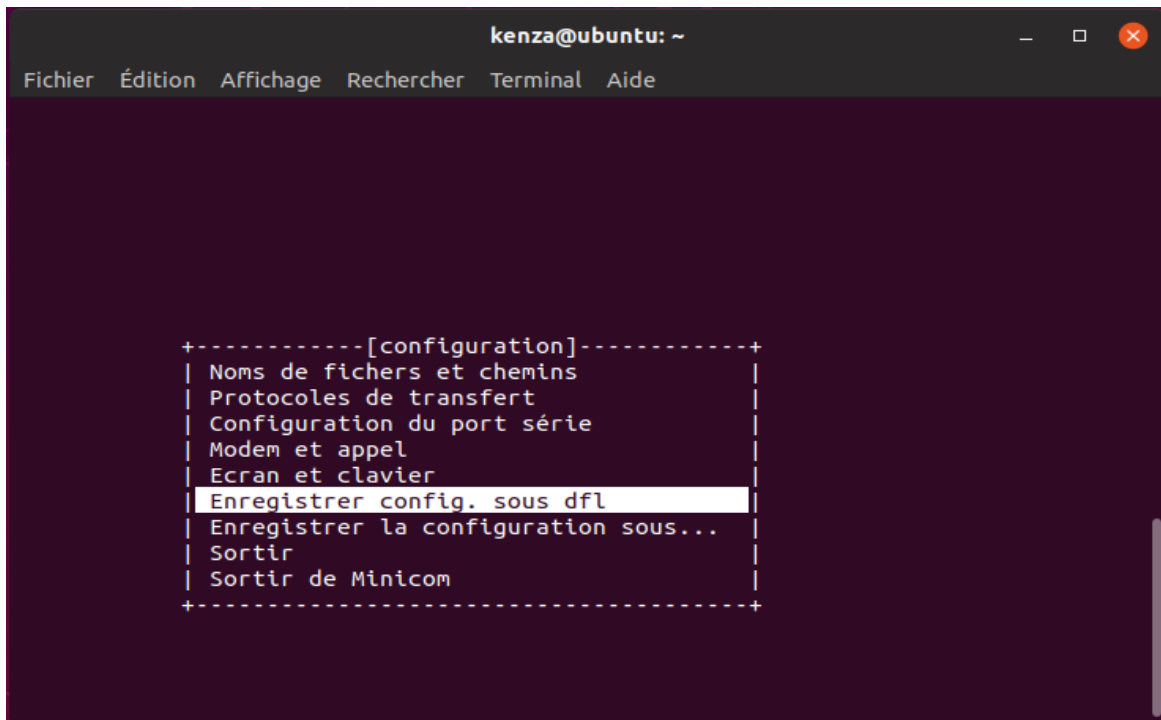 kenza@ubuntu: ~
Fichier Édition Affichage Rechercher Terminal Aide
+------------[configuration]------------+
| Noms de fichers et chemins |
| Protocoles de transfert |
| Configuration du port série |
| Modem et appel |
| Ecran et clavier |
| Enregistrer config. sous dfl |
| Enregistrer la configuration sous... |
| Sortir |
| Sortir de Minicom |
+---------------------------------------+